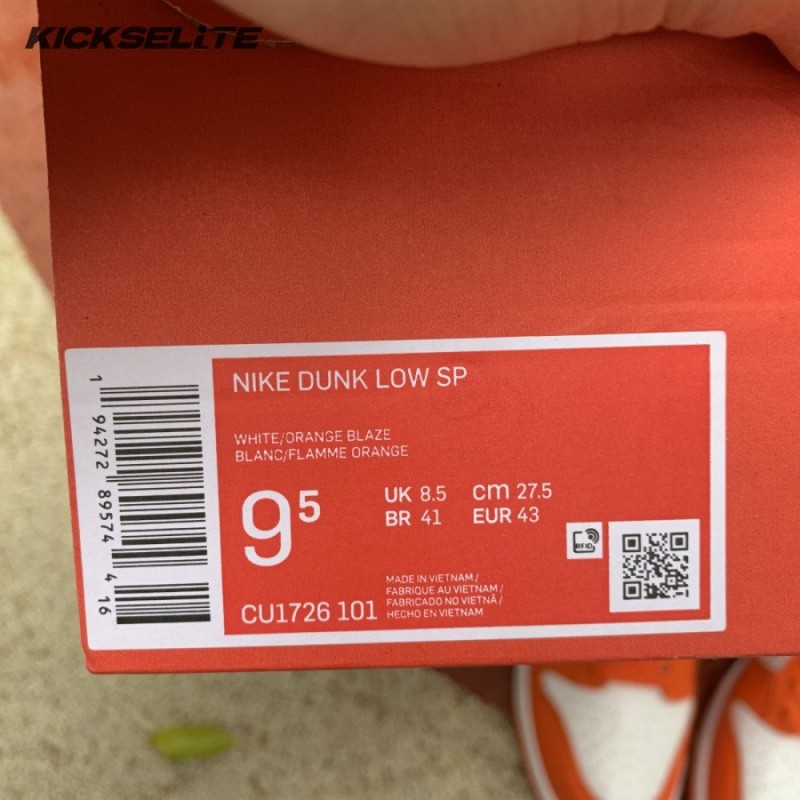 KICKSELITE
NIKE DUNK LOW SP
WHITE/ORANGE BLAZE
BLANC/FLAMME ORANGE
9 5
UK 8.5 cm 27.5
BR 41 EUR 43
RFID
MADE IN VIETNAM /
FABRIQUE AU VIETNAM /
FABRICADO NO VIETNÃ /
HECHO EN VIETNAM
CU1726 101
1 94272 89574 4 16